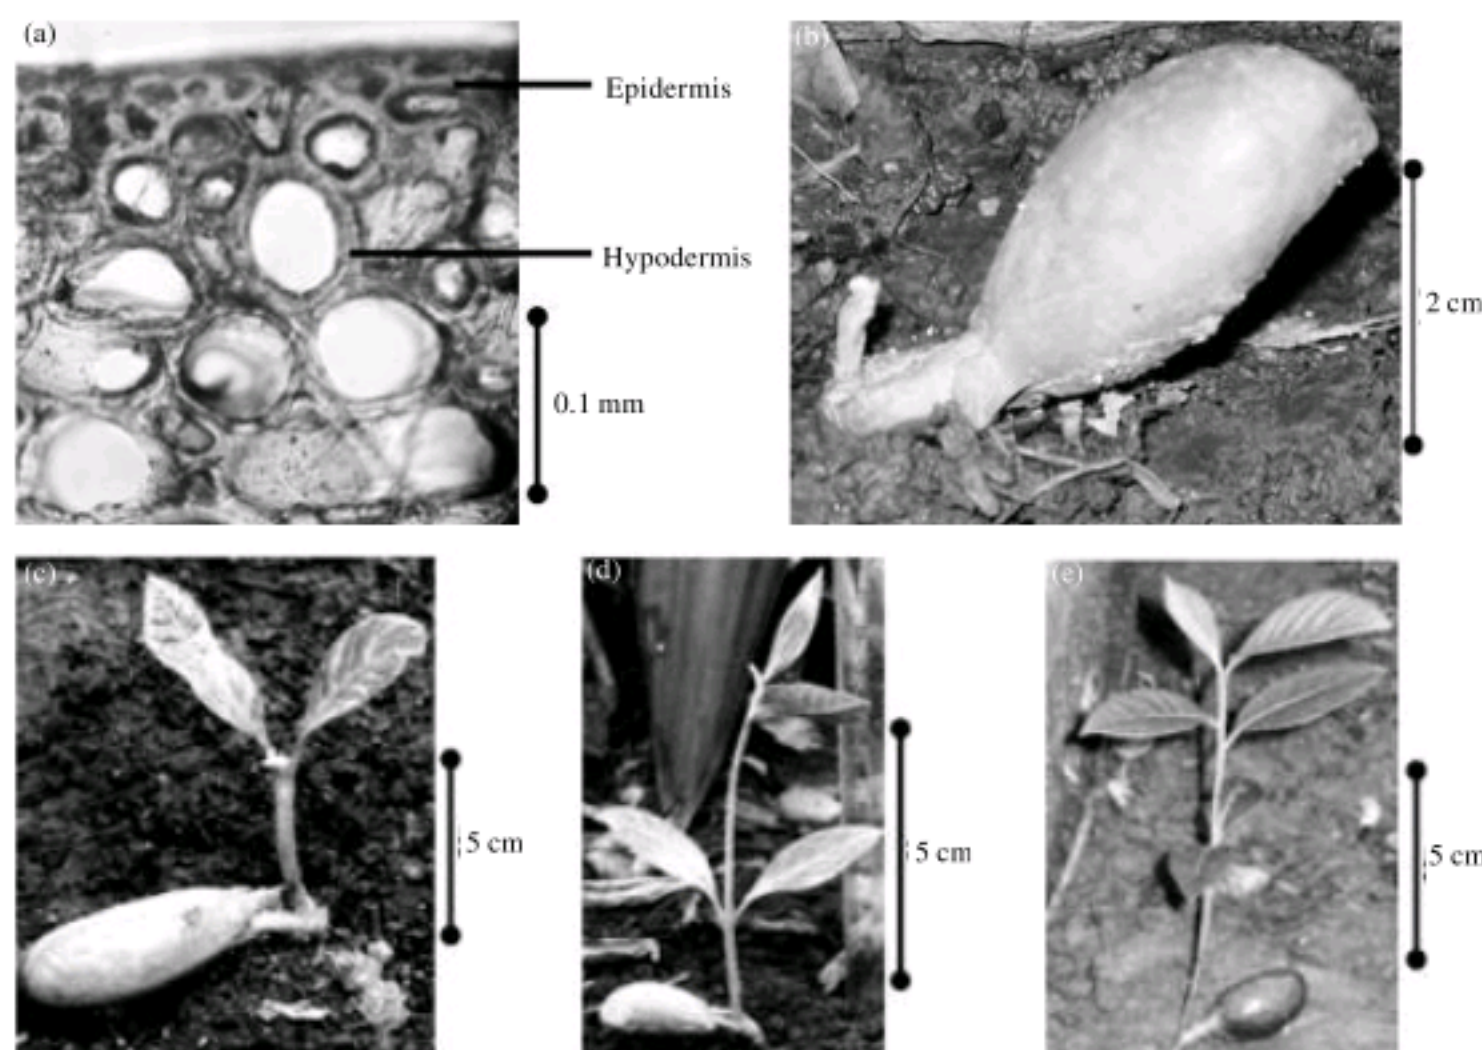 (a)
Epidermis
Hypodermis
0.1 mm
(b)
2 cm
(c)
5 cm
(d)
5 cm
(e)
5 cm